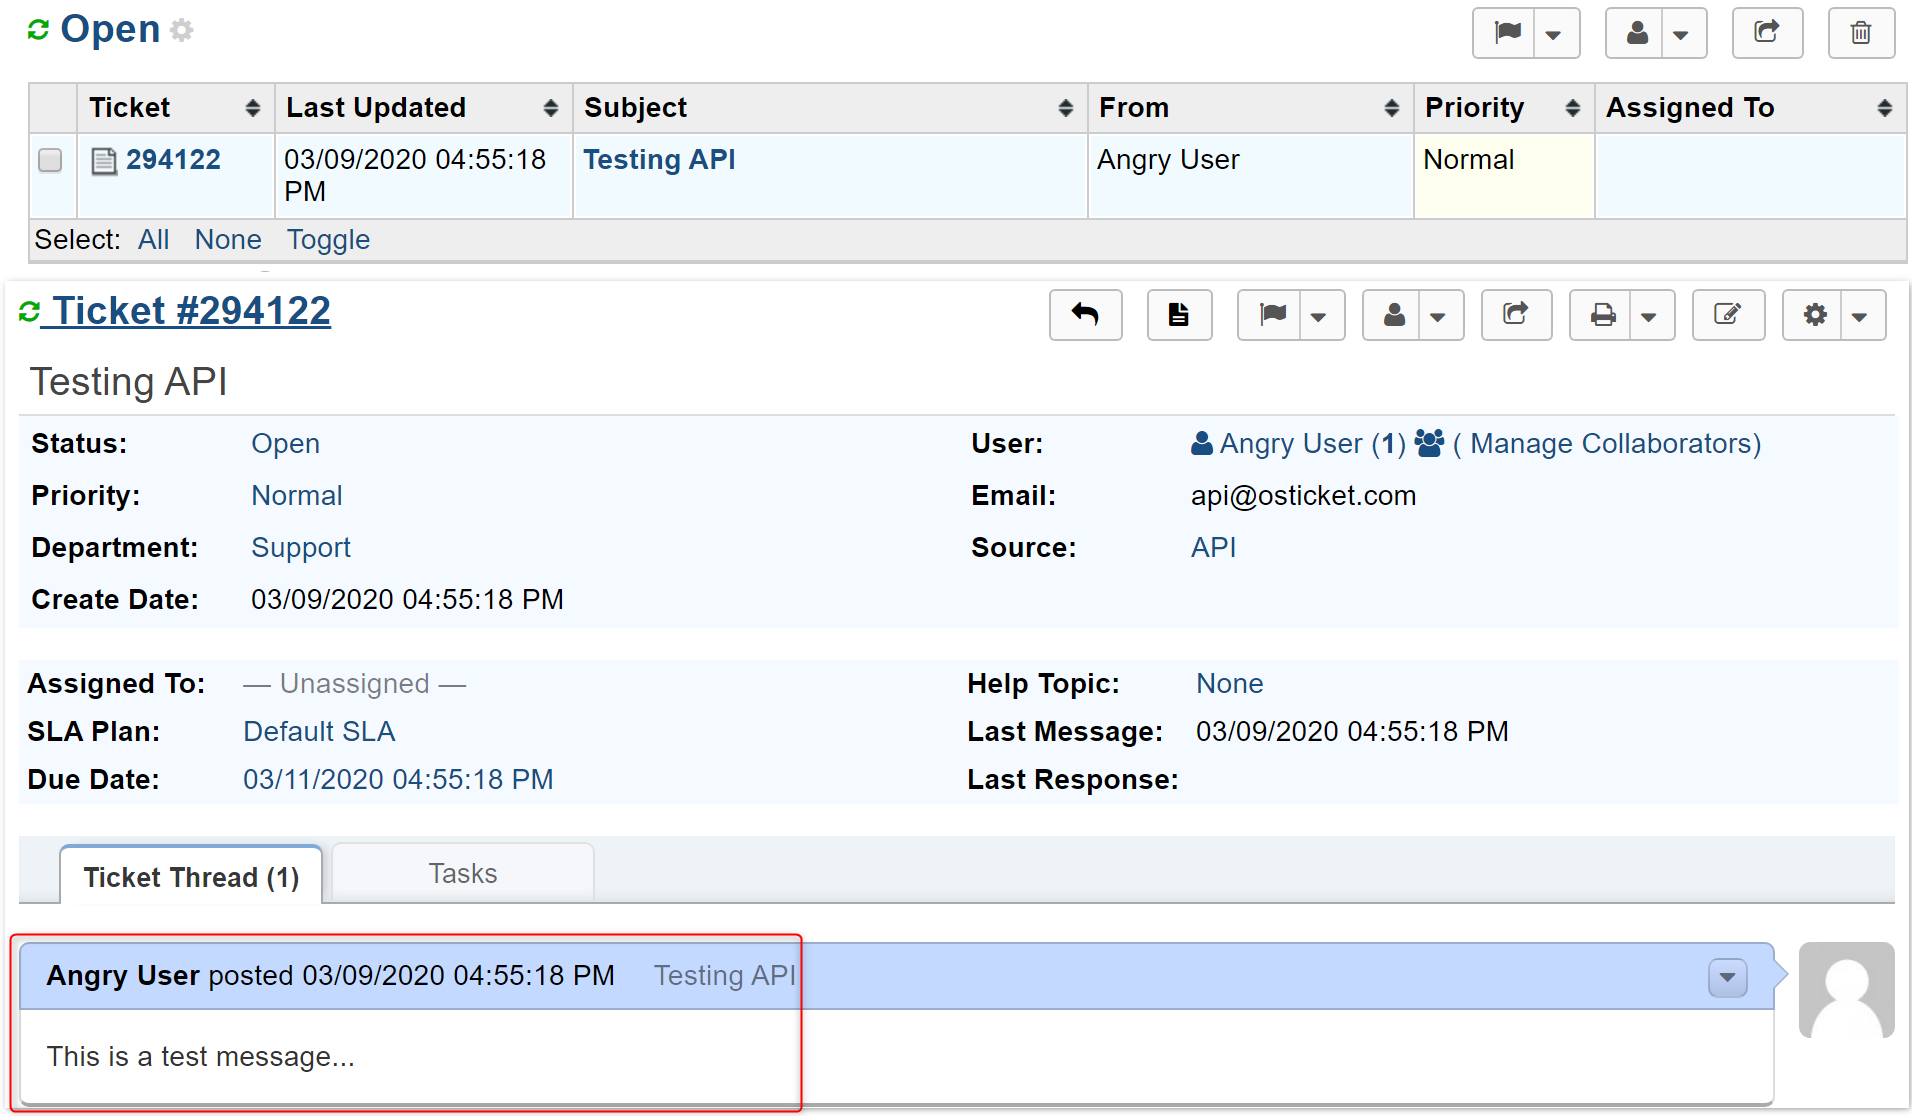 Open
Ticket Last Updated Subject From Priority Assigned To
294122 03/09/2020 04:55:18 PM Testing API Angry User Normal
Select: All None Toggle
Ticket #294122
Testing API
Status: Open User: Angry User (1) ( Manage Collaborators)
Priority: Normal Email: api@osticket.com
Department: Support Source: API
Create Date: 03/09/2020 04:55:18 PM
Assigned To: — Unassigned — Help Topic: None
SLA Plan: Default SLA Last Message: 03/09/2020 04:55:18 PM
Due Date: 03/11/2020 04:55:18 PM Last Response:
Ticket Thread (1) Tasks
Angry User posted 03/09/2020 04:55:18 PM Testing API
This is a test message...